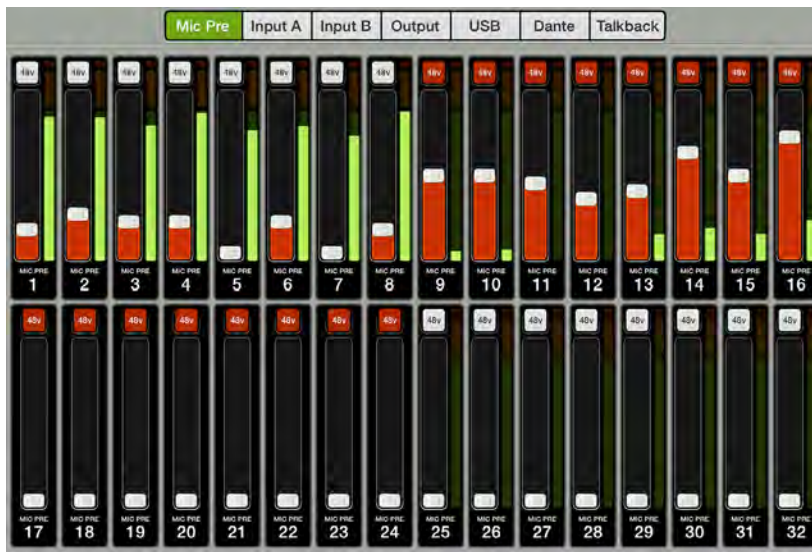 Mic Pre Input A Input B Output USB Dante Talkback
48v 48v 48v 48v 48v 48v 48v 48v 48v 48v 48v 48v 48v 48v 48v 48v
MIC PRE MIC PRE MIC PRE MIC PRE MIC PRE MIC PRE MIC PRE MIC PRE MIC PRE MIC PRE MIC PRE MIC PRE MIC PRE MIC PRE MIC PRE MIC PRE
1 2 3 4 5 6 7 8 9 10 11 12 13 14 15 16
48v 48v 48v 48v 48v 48v 48v 48v 48v 48v 48v 48v 48v 48v 48v 48v
MIC PRE MIC PRE MIC PRE MIC PRE MIC PRE MIC PRE MIC PRE MIC PRE MIC PRE MIC PRE MIC PRE MIC PRE MIC PRE MIC PRE MIC PRE MIC PRE
17 18 19 20 21 22 23 24 25 26 27 28 29 30 31 32